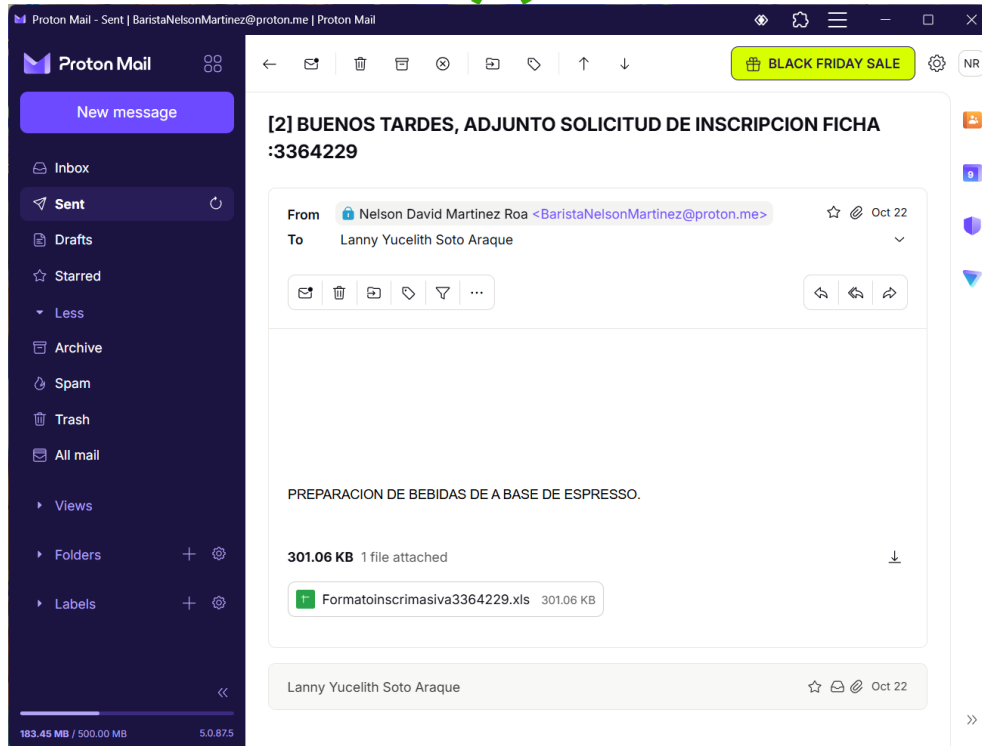 Proton Mail - Sent | BaristaNelsonMartinez@proton.me | Proton Mail
Proton Mail
New message
Inbox
Sent
Drafts
Starred
Less
Archive
Spam
Trash
All mail
Views
Folders
Labels
183.45 MB / 500.00 MB
5.0.87.5
BLACK FRIDAY SALE
NR
[2] BUENOS TARDES, ADJUNTO SOLICITUD DE INSCRIPCION FICHA
:3364229
From Nelson David Martinez Roa <BaristaNelsonMartinez@proton.me> Oct 22
To Lanny Yucelith Soto Araque
PREPARACION DE BEBIDAS DE A BASE DE ESPRESSO.
301.06 KB 1 file attached
Formatoinscrimasiva3364229.xls 301.06 KB
Lanny Yucelith Soto Araque Oct 22
9